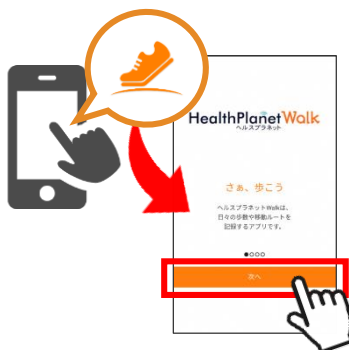 HealthPlanet Walk
ヘルスプラネット
さぁ、歩こう
ヘルスプラネットWalkは、
日々の歩数や移動ルートを
記録するアプリです。
次へ